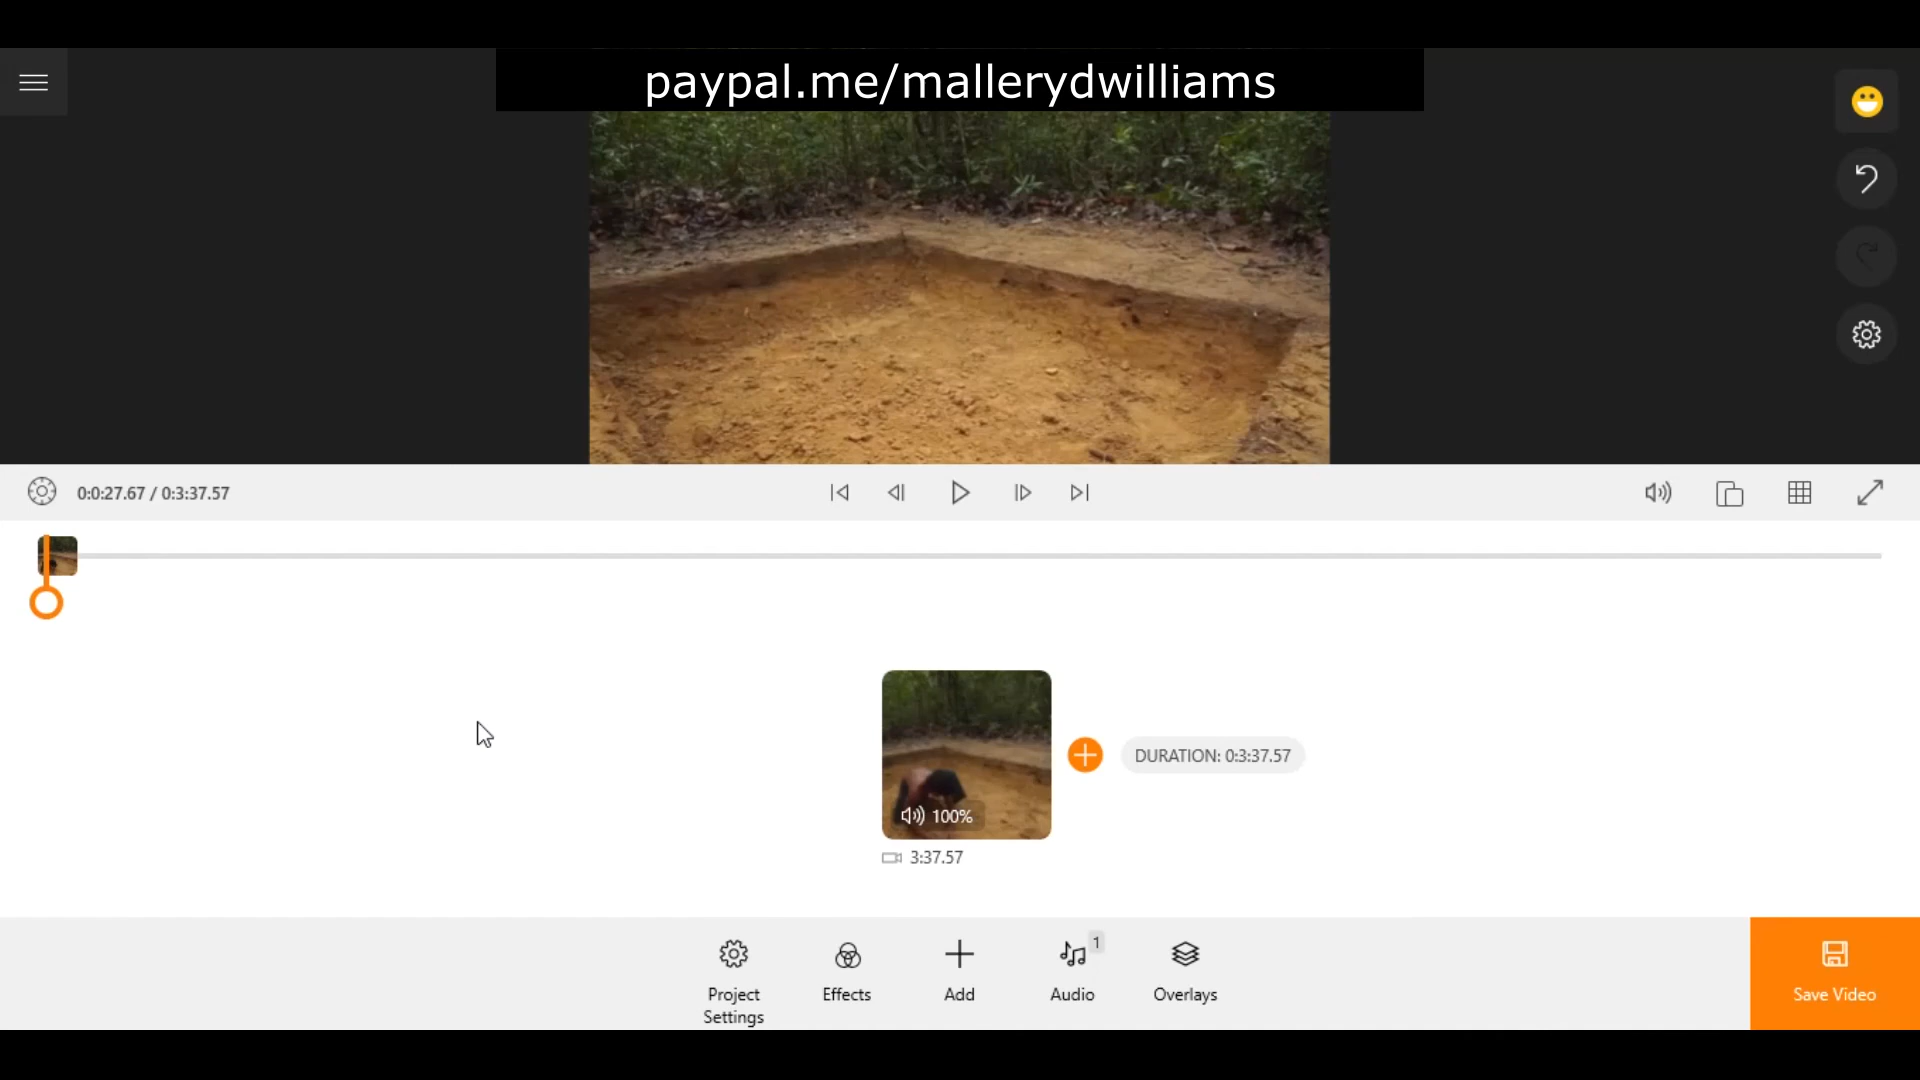 paypal.me/mallerydwilliams
0:0:27.67 / 0:3:37.57
100%
DURATION: 0:3:37.57
3:37.57
Project
Settings
Effects
Add
Audio
1
Overlays
Save Video